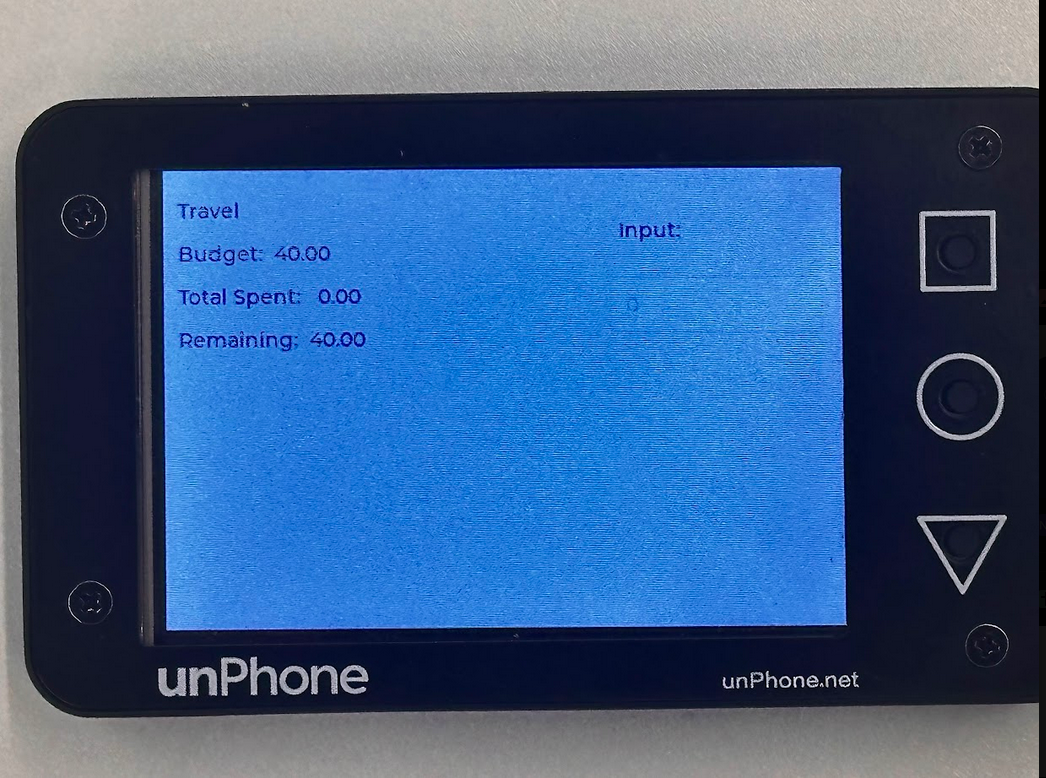 Travel
Budget: 40.00
Total Spent: 0.00
Remaining: 40.00
Input:
0
unPhone
unPhone.net